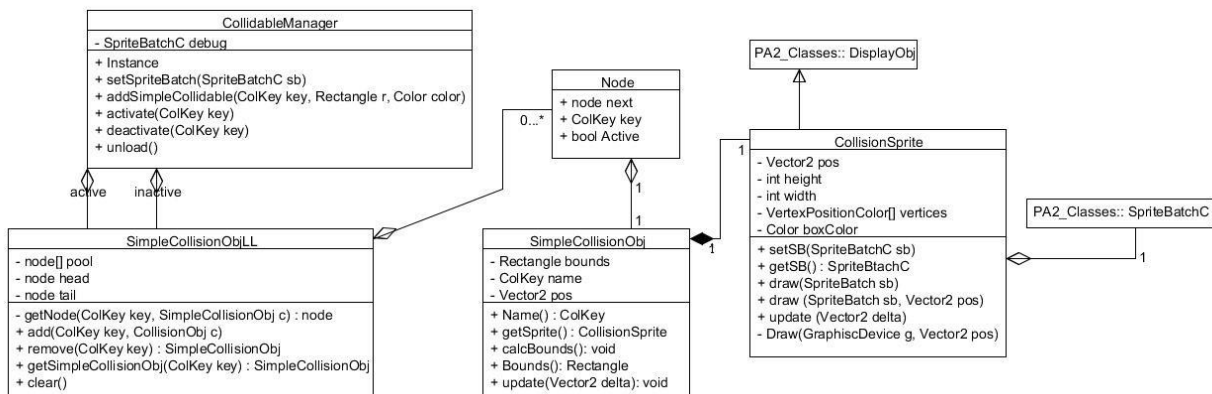 CollidableManager
- SpriteBatchC debug
+ Instance
+ setSpriteBatch(SpriteBatchC sb)
+ addSimpleCollidable(ColKey key, Rectangle r, Color color)
+ activate(ColKey key)
+ deactivate(ColKey key)
+ unload()
active
inactive
SimpleCollisionObjLL
- node[] pool
- node head
- node tail
- getNode(ColKey key, SimpleCollisionObj c) : node
+ add(ColKey key, CollisionObj c)
+ remove(ColKey key) : SimpleCollisionObj
+ getSimpleCollisionObj(ColKey key) : SimpleCollisionObj
+ clear()
Node
+ node next
+ ColKey key
+ bool Active
0...*
1
1
SimpleCollisionObj
- Rectangle bounds
- ColKey name
- Vector2 pos
+ Name() : ColKey
+ getSprite() : CollisionSprite
+ calcBounds(): void
+ Bounds(): Rectangle
+ update(Vector2 delta): void
1
1
PA2_Classes:: DisplayObj
CollisionSprite
- Vector2 pos
- int height
- int width
- VertexPositionColor[] vertices
- Color boxColor
+ setSB(SpriteBatchC sb)
+ getSB() : SpriteBtachC
+ draw(SpriteBatch sb)
+ draw (SpriteBatch sb, Vector2 pos)
+ update (Vector2 delta)
- Draw(GraphiscDevice g, Vector2 pos)
PA2_Classes:: SpriteBatchC
1